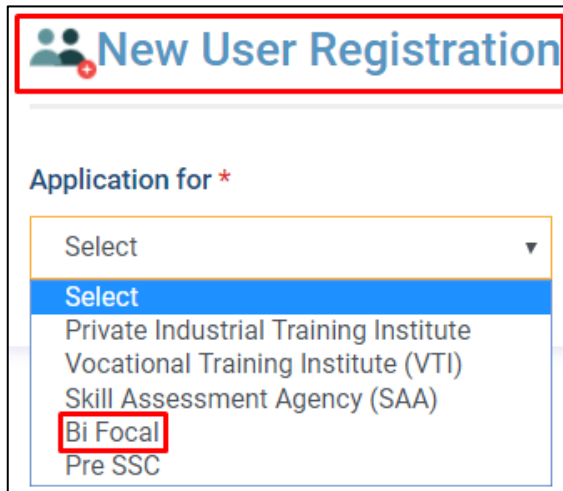 New User Registration
Application for *
Select
Select
Private Industrial Training Institute
Vocational Training Institute (VTI)
Skill Assessment Agency (SAA)
Bi Focal
Pre SSC